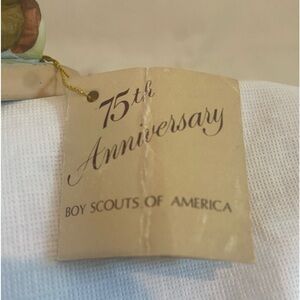 75th
Anniversary
BOY SCOUTS OF AMERICA